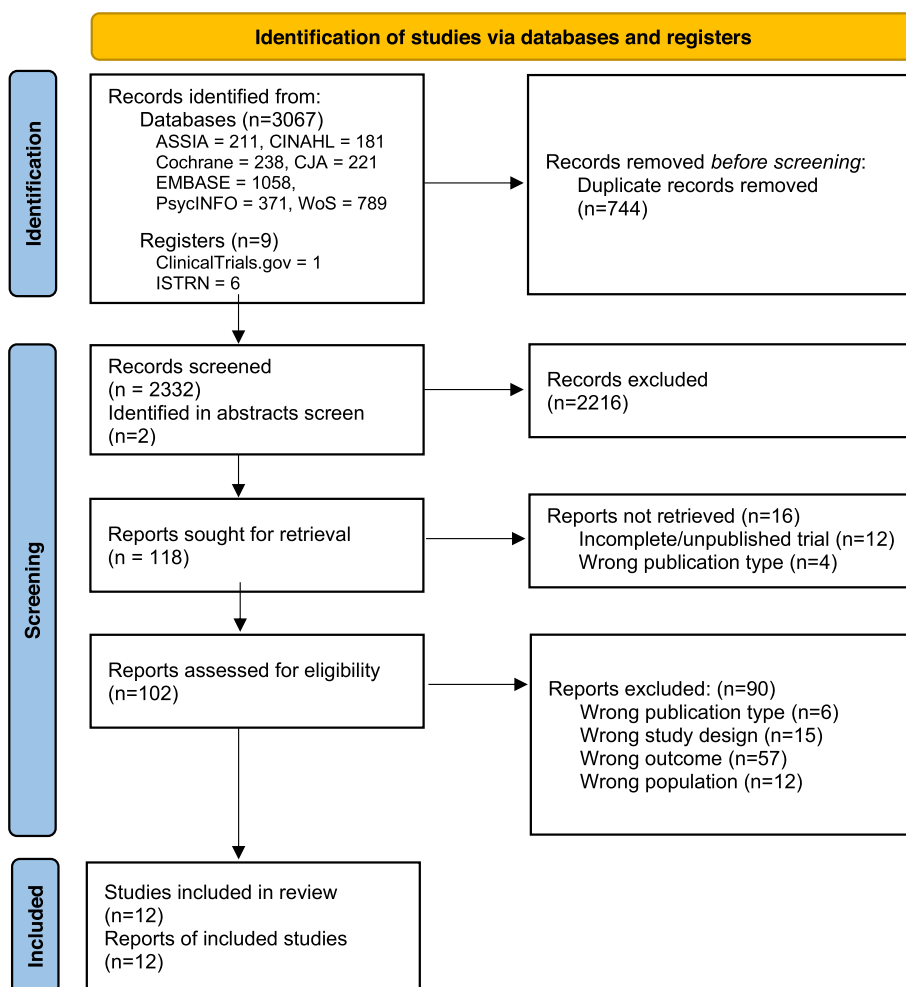 Identification of studies via databases and registers
Identification
Records identified from:
Databases (n=3067)
ASSIA = 211, CINAHL = 181
Cochrane = 238, CJA = 221
EMBASE = 1058,
PsycINFO = 371, WoS = 789
Registers (n=9)
ClinicalTrials.gov = 1
ISTRN = 6
Records removed before screening:
Duplicate records removed
(n=744)
Screening
Records screened
(n = 2332)
Identified in abstracts screen
(n=2)
Records excluded
(n=2216)
Reports sought for retrieval
(n = 118)
Reports not retrieved (n=16)
Incomplete/unpublished trial (n=12)
Wrong publication type (n=4)
Reports assessed for eligibility
(n=102)
Reports excluded: (n=90)
Wrong publication type (n=6)
Wrong study design (n=15)
Wrong outcome (n=57)
Wrong population (n=12)
Included
Studies included in review
(n=12)
Reports of included studies
(n=12)